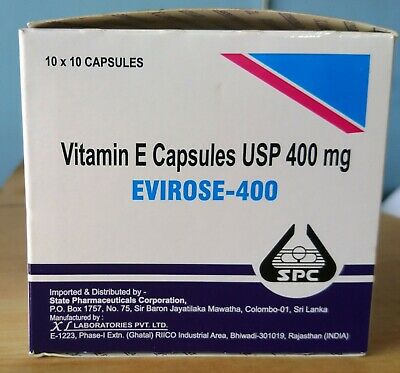 10 x 10 CAPSULES
Vitamin E Capsules USP 400 mg
EVIROSE-400
SPC
Imported & Distributed by -
State Pharmaceuticals Corporation,
P.O. Box 1757, No. 75, Sir Baron Jayatilaka Mawatha, Colombo-01, Sri Lanka
Manufactured by :
XL LABORATORIES PVT. LTD.
E-1223, Phase-I Extn. (Ghatal) RIICO Industrial Area, Bhiwadi-301019, Rajasthan (INDIA)